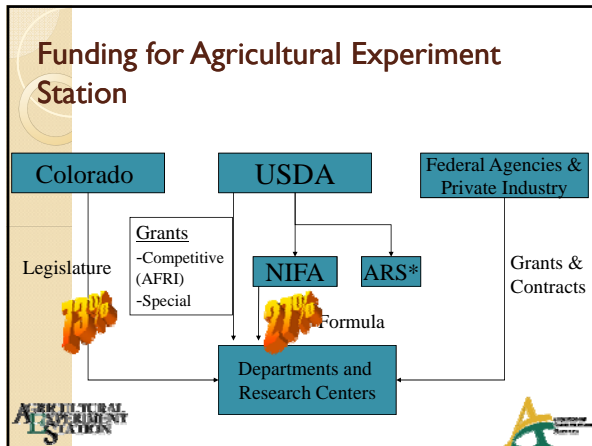 Funding for Agricultural Experiment
Station
Colorado
USDA
Federal Agencies &
Private Industry
Grants
-Competitive
(AFRI)
-Special
Legislature
NIFA
ARS*
Grants &
Contracts
Formula
Departments and
Research Centers
AGRICULTURAL
EXPERIMENT
STATION